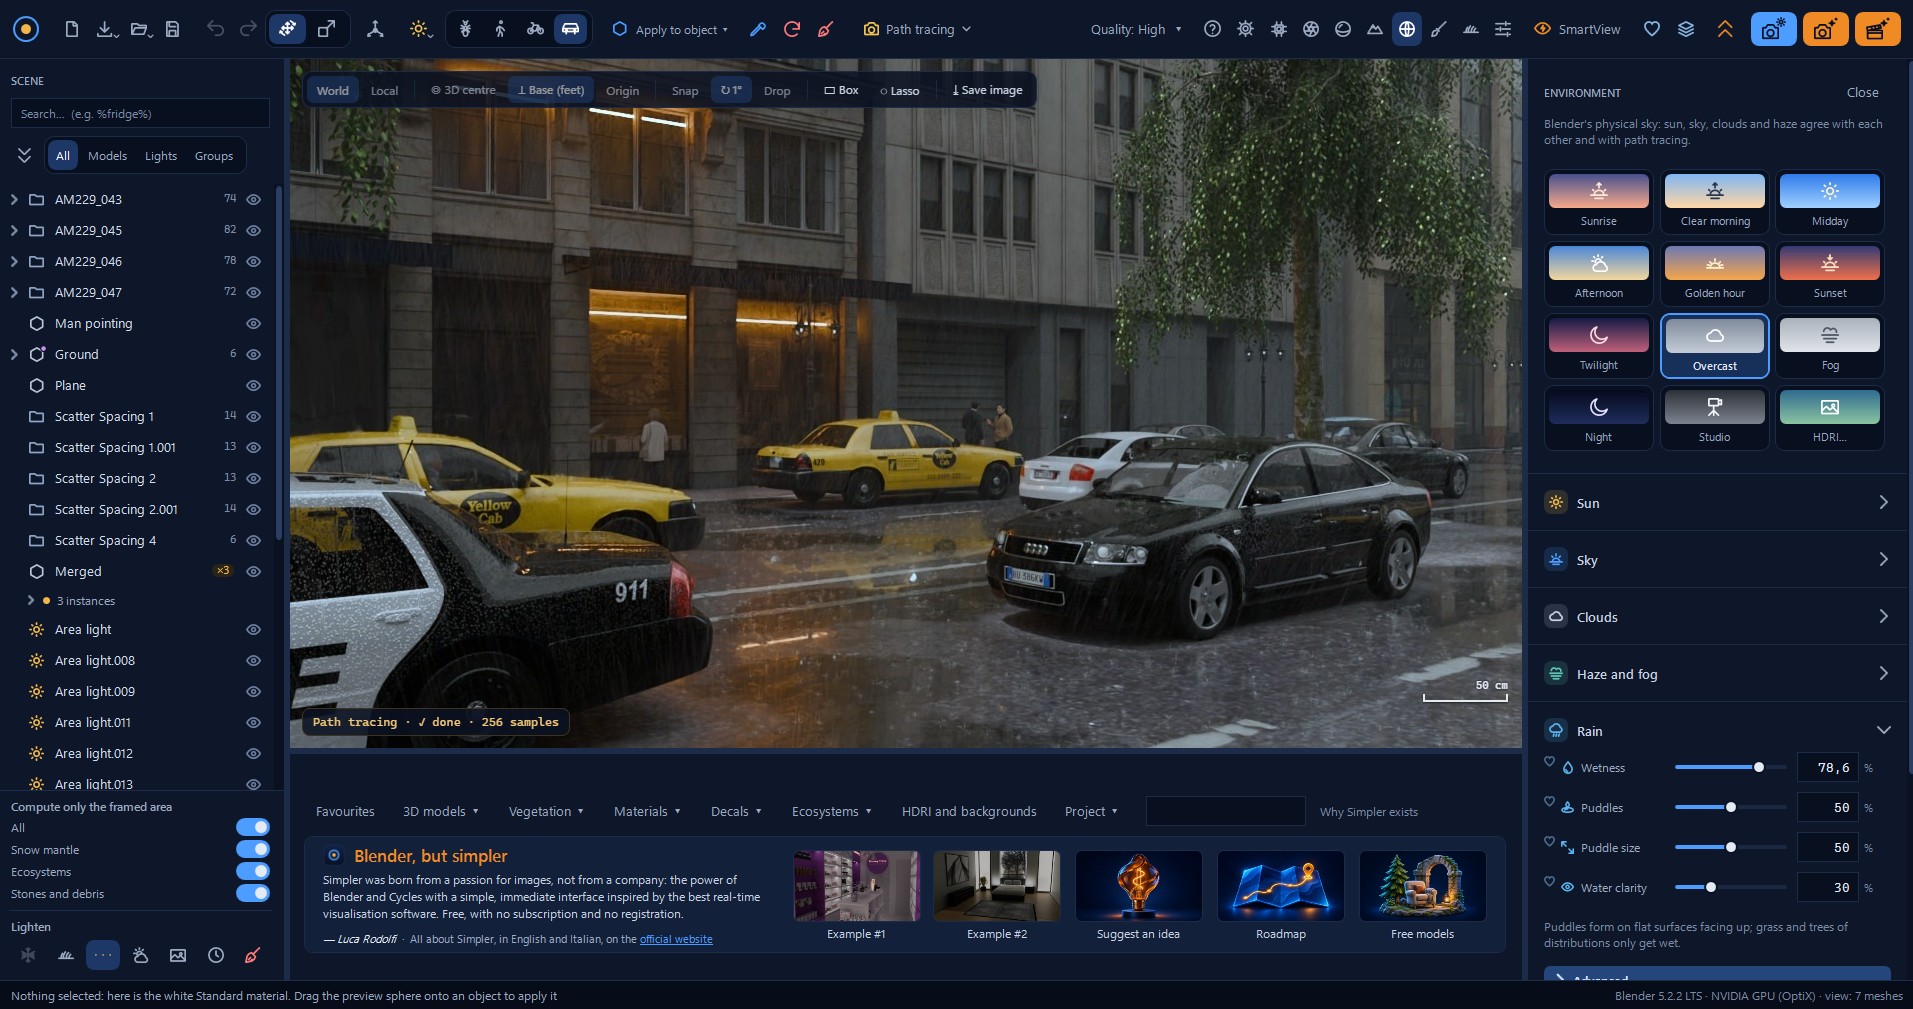 Apply to object
Path tracing
Quality: High
SmartView
SCENE
Search... (e.g. %fridge%)
All
Models
Lights
Groups
AM229_043
74
AM229_045
82
AM229_046
78
AM229_047
72
Man pointing
Ground
6
Plane
Scatter Spacing 1
14
Scatter Spacing 1.001
13
Scatter Spacing 2
13
Scatter Spacing 2.001
14
Scatter Spacing 4
6
Merged
×3
3 instances
Area light
Area light.008
Area light.009
Area light.011
Area light.012
Area light.013
Compute only the framed area
All
Snow mantle
Ecosystems
Stones and debris
Lighten
World
Local
3D centre
Base (feet)
Origin
Snap
1°
Drop
Box
Lasso
Save image
Yellow
Cab
429
911
50 cm
Path tracing · ✓ done · 256 samples
Favourites
3D models
Vegetation
Materials
Decals
Ecosystems
HDRI and backgrounds
Project
Why Simpler exists
Blender, but simpler
Simpler was born from a passion for images, not from a company: the power of
Blender and Cycles with a simple, immediate interface inspired by the best real-time
visualisation software. Free, with no subscription and no registration.
— Luca Rodolfi · All about Simpler, in English and Italian, on the official website
Example #1
Example #2
Suggest an idea
Roadmap
Free models
ENVIRONMENT
Close
Blender's physical sky: sun, sky, clouds and haze agree with each
other and with path tracing.
Sunrise
Clear morning
Midday
Afternoon
Golden hour
Sunset
Twilight
Overcast
Fog
Night
Studio
HDRI...
Sun
Sky
Clouds
Haze and fog
Rain
Wetness
78,6 %
Puddles
50 %
Puddle size
50 %
Water clarity
30 %
Puddles form on flat surfaces facing up; grass and trees of
distributions only get wet.
Advanced
Nothing selected: here is the white Standard material. Drag the preview sphere onto an object to apply it
Blender 5.2.2 LTS · NVIDIA GPU (OptiX) · view: 7 meshes